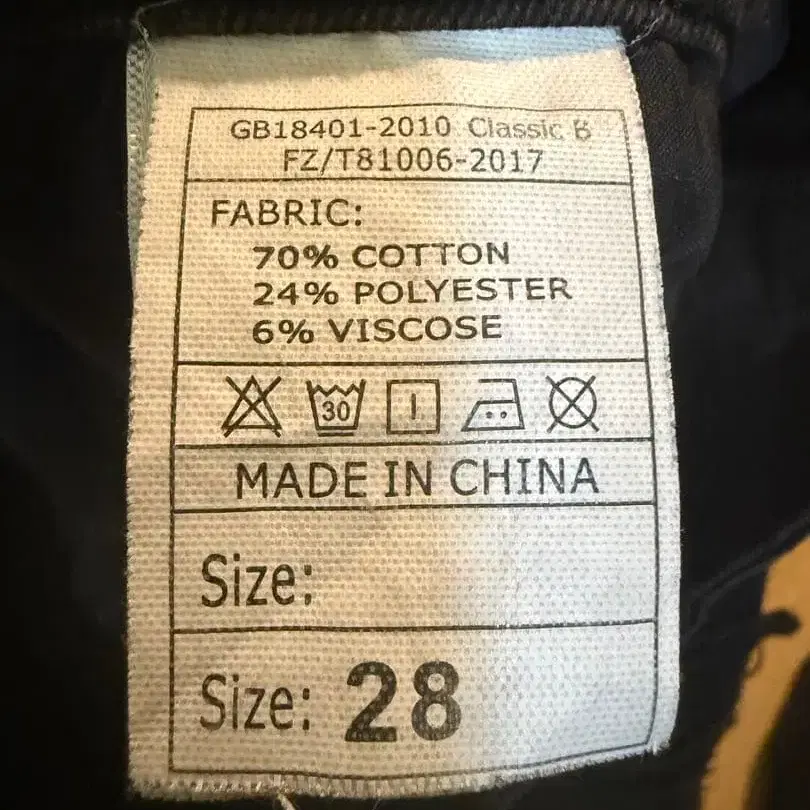 GB18401-2010 Classic B
FZ/T81006-2017
FABRIC:
70% COTTON
24% POLYESTER
6% VISCOSE
30
MADE IN CHINA
Size:
Size: 28